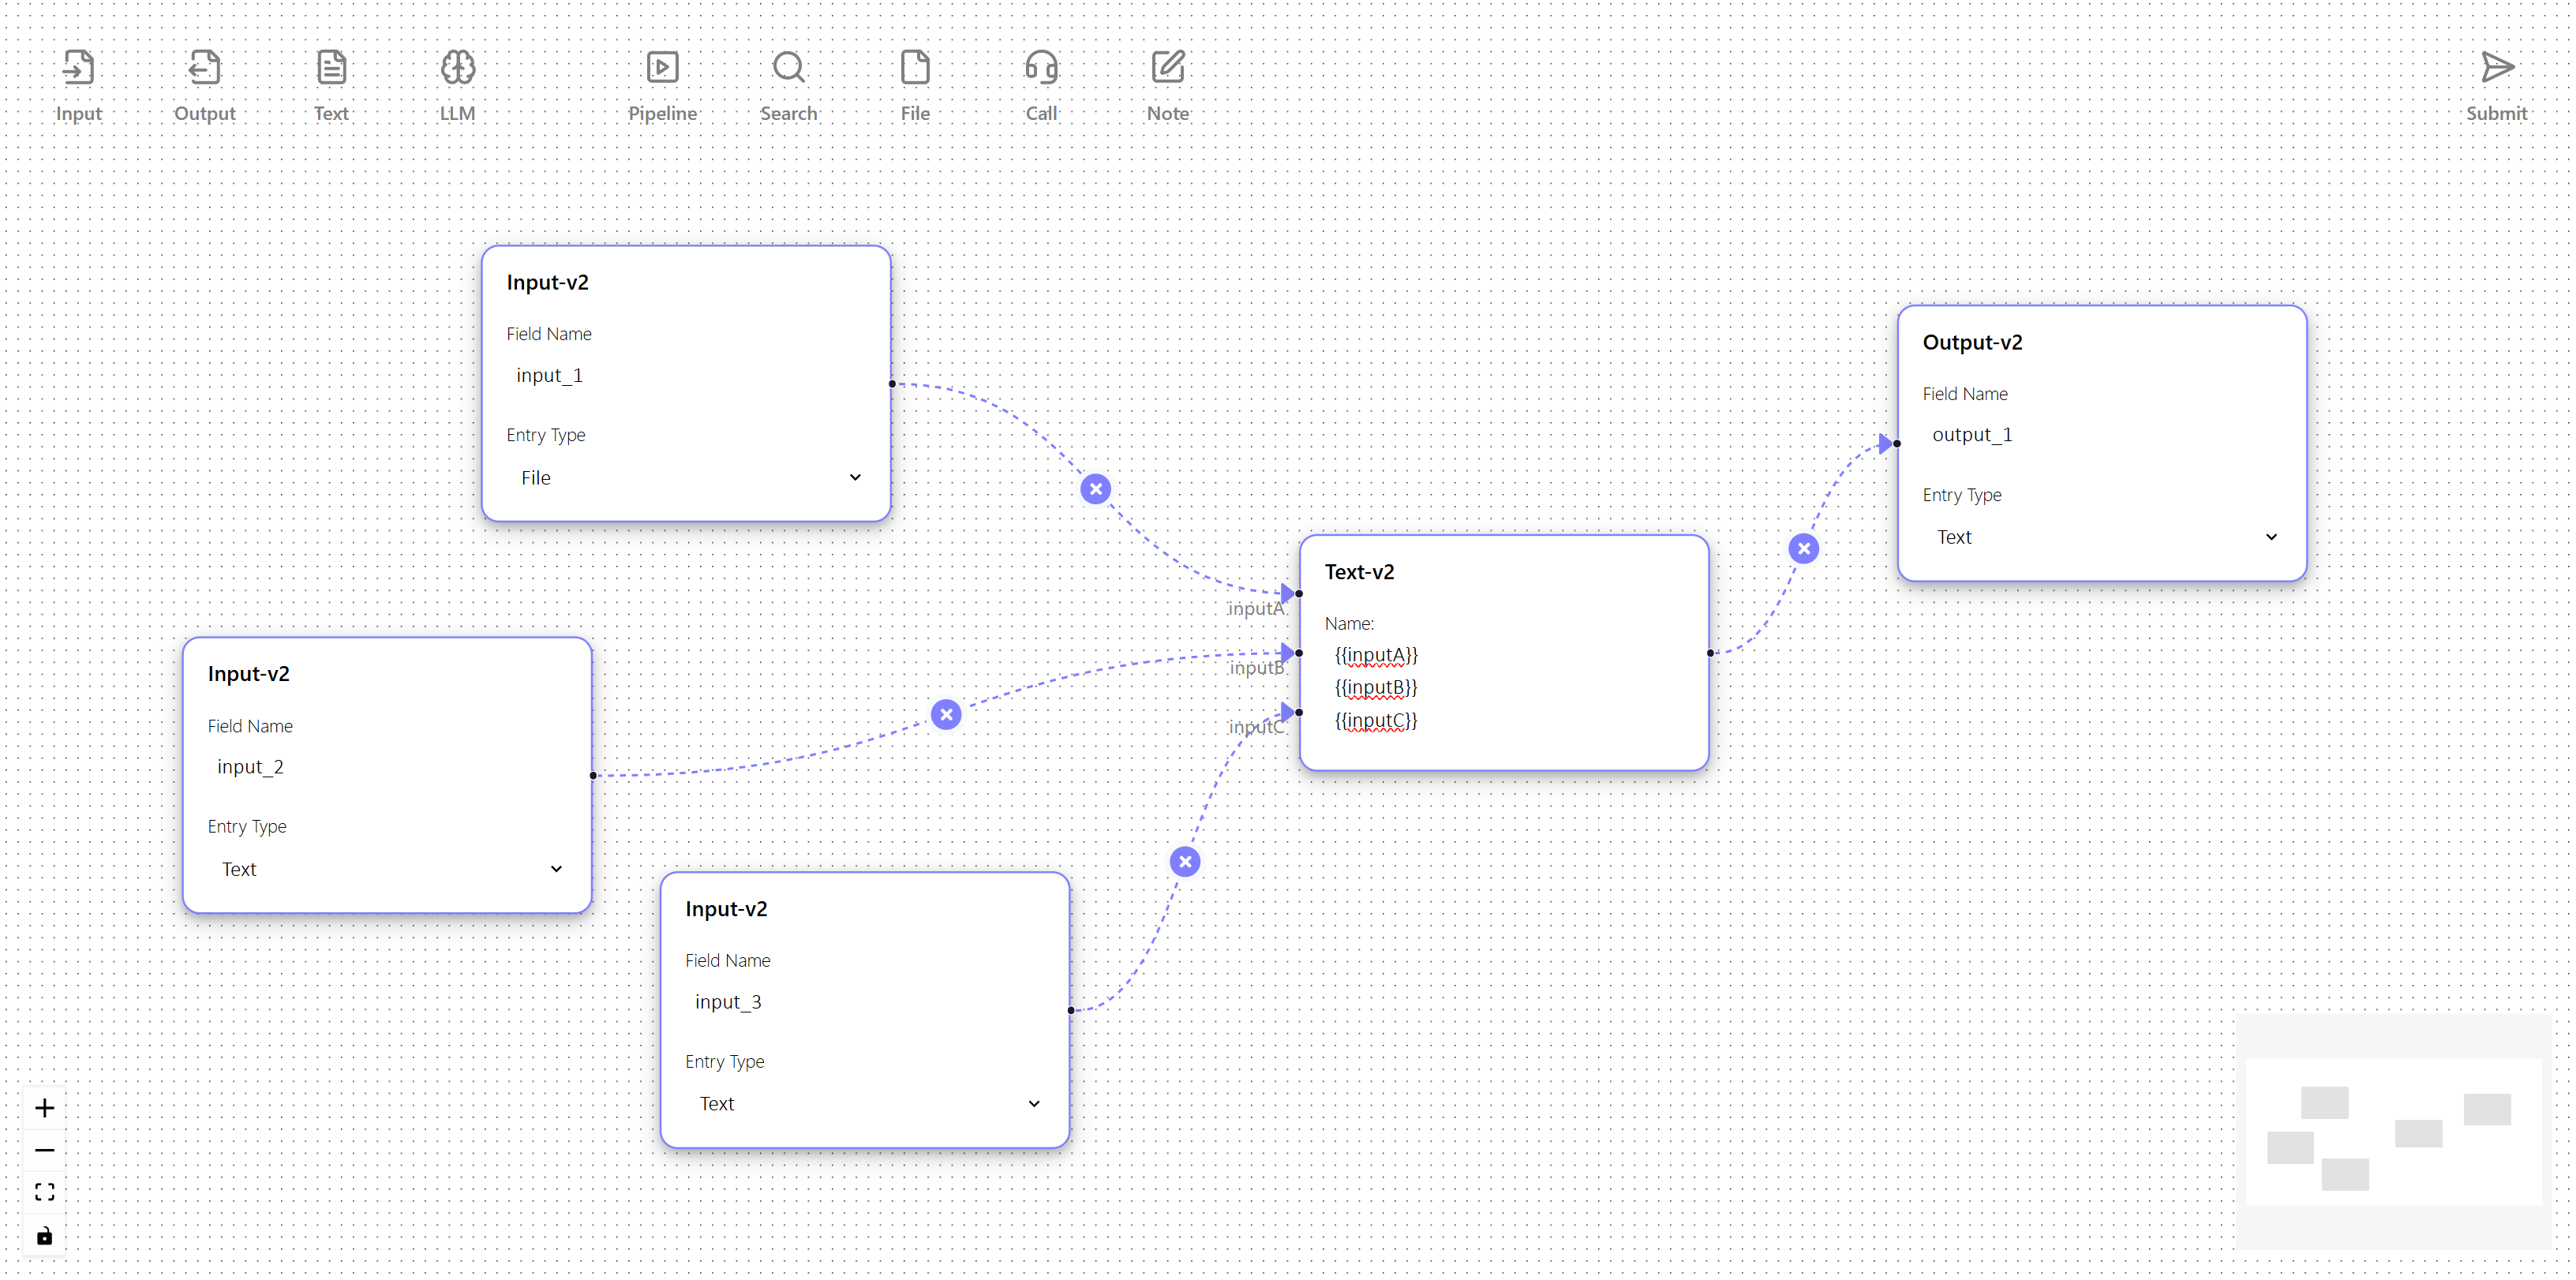 Input
Output
Text
LLM
Pipeline
Search
File
Call
Note
Submit
Input-v2
Field Name
input_1
Entry Type
File
Output-v2
Field Name
output_1
Entry Type
Text
Input-v2
Field Name
input_2
Entry Type
Text
inputA
inputB
inputC
Text-v2
Name:
{{inputA}}
{{inputB}}
{{inputC}}
Input-v2
Field Name
input_3
Entry Type
Text